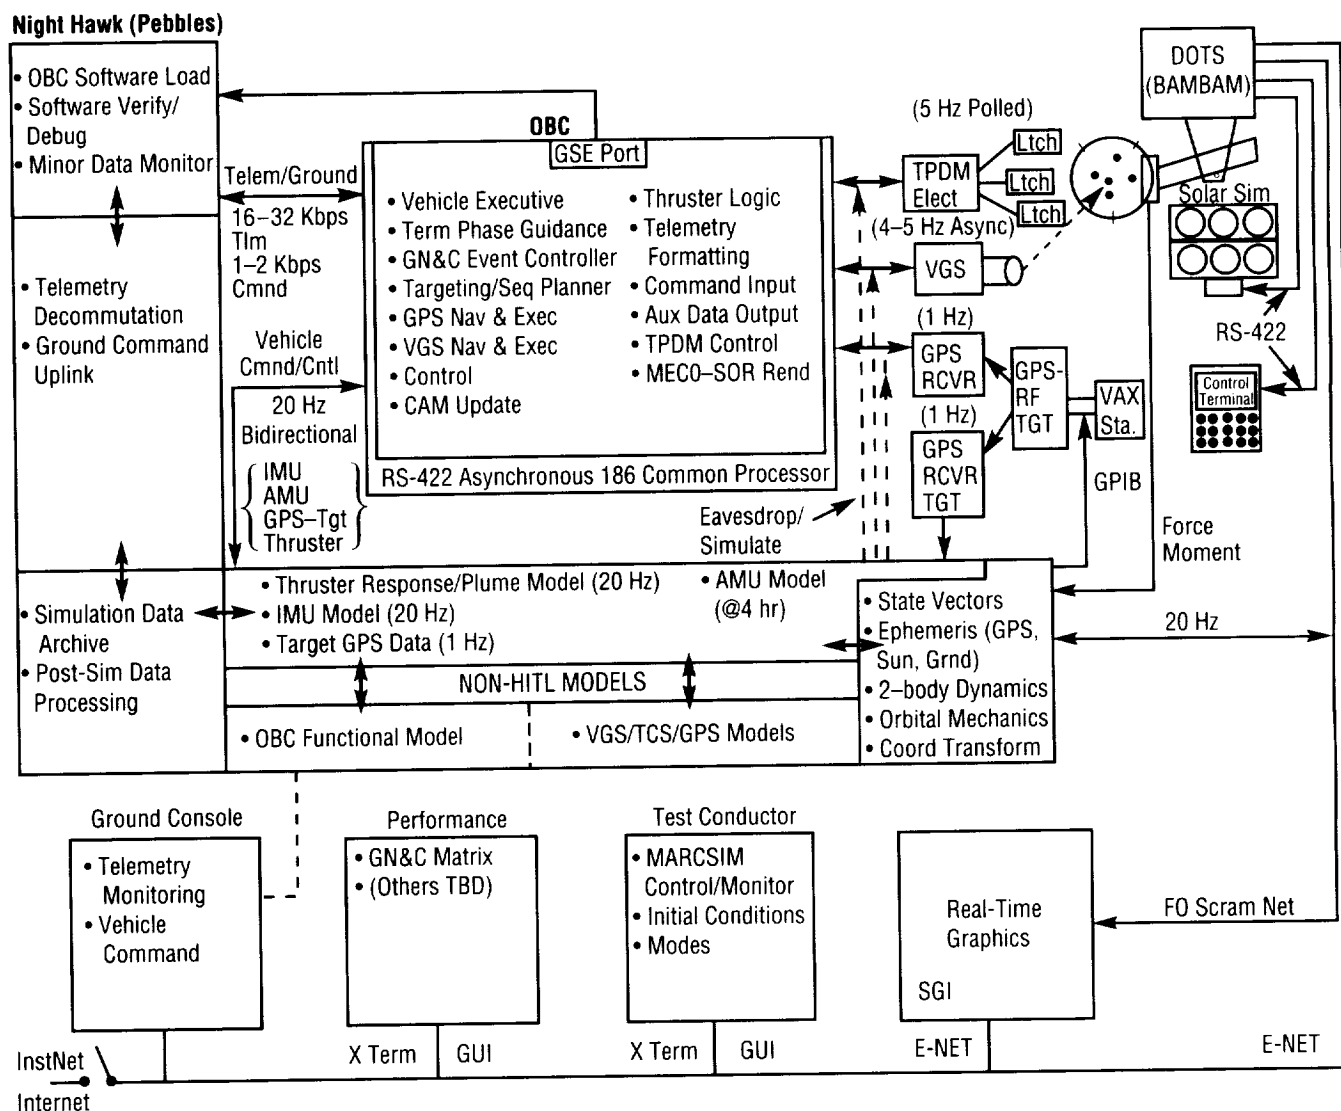 Night Hawk (Pebbles)
• OBC Software Load
• Software Verify/
Debug
• Minor Data Monitor
• Telemetry
Decommutation
• Ground Command
Uplink
• Simulation Data
Archive
• Post-Sim Data
Processing
Telem/Ground
16–32 Kbps
Tlm
1–2 Kbps
Cmnd
Vehicle
Cmnd/Cntl
20 Hz
Bidirectional
IMU
AMU
GPS–Tgt
Thruster
OBC
GSE Port
• Vehicle Executive
• Term Phase Guidance
• GN&C Event Controller
• Targeting/Seq Planner
• GPS Nav & Exec
• VGS Nav & Exec
• Control
• CAM Update
• Thruster Logic
• Telemetry
Formatting
• Command Input
• Aux Data Output
• TPDM Control
• MECO–SOR Rend
RS-422 Asynchronous 186 Common Processor
(5 Hz Polled)
TPDM
Elect
Ltch
Ltch
Ltch
(4–5 Hz Async)
VGS
(1 Hz)
GPS
RCVR
(1 Hz)
GPS
RCVR
TGT
GPS-
RF
TGT
VAX
Sta.
GPIB
Eavesdrop/
Simulate
DOTS
(BAMBAM)
Solar Sim
RS-422
Control
Terminal
Force
Moment
20 Hz
• Thruster Response/Plume Model (20 Hz)
• IMU Model (20 Hz)
• Target GPS Data (1 Hz)
• AMU Model
(@4 hr)
NON-HITL MODELS
• OBC Functional Model
• VGS/TCS/GPS Models
• State Vectors
• Ephemeris (GPS,
Sun, Grnd)
• 2–body Dynamics
• Orbital Mechanics
• Coord Transform
Ground Console
• Telemetry
Monitoring
• Vehicle
Command
Performance
• GN&C Matrix
• (Others TBD)
Test Conductor
• MARCSIM
Control/Monitor
• Initial Conditions
• Modes
Real-Time
Graphics
SGI
FO Scram Net
X Term
GUI
X Term
GUI
E-NET
E-NET
InstNet
Internet